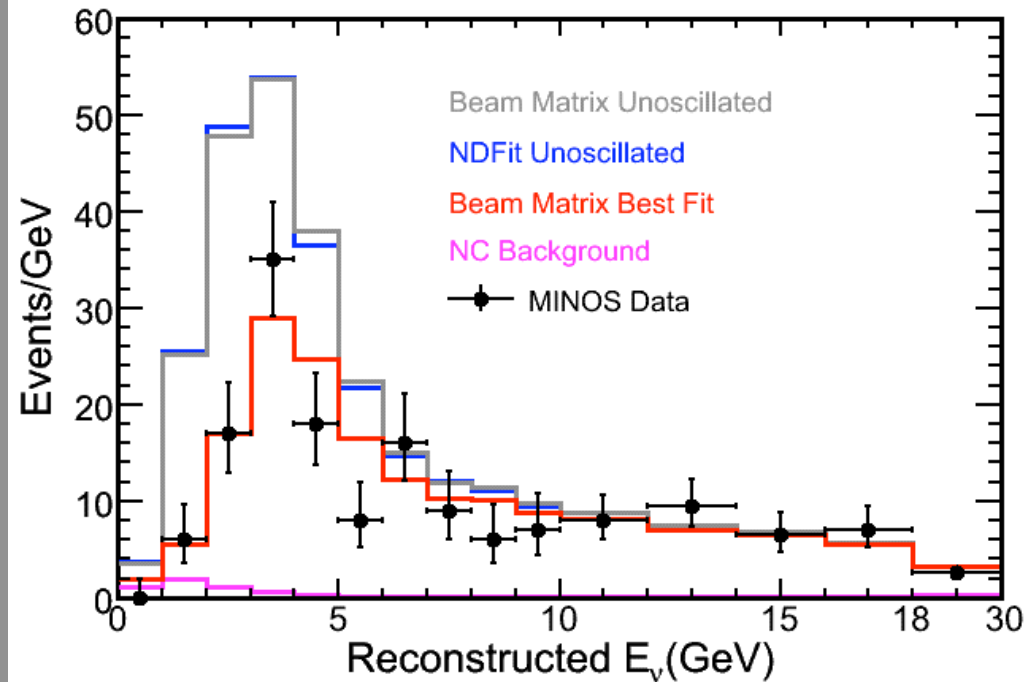 60
50
40
30
20
10
0
Events/GeV
Beam Matrix Unoscillated
NDFit Unoscillated
Beam Matrix Best Fit
NC Background
MINOS Data
0 5 10 15 18 30
Reconstructed Eν(GeV)